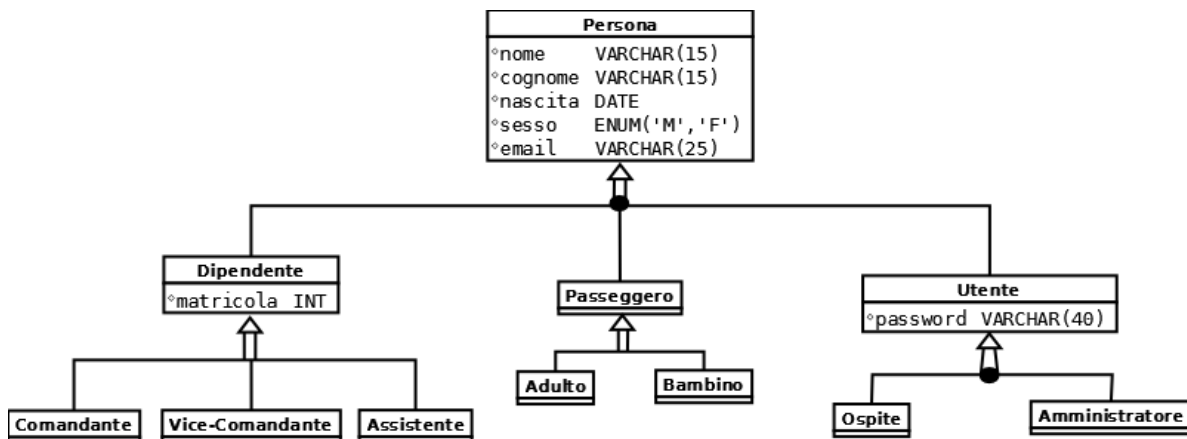 Persona
nome VARCHAR(15)
cognome VARCHAR(15)
nascita DATE
sesso ENUM('M','F')
email VARCHAR(25)
Dipendente
matricola INT
Passeggero
Utente
password VARCHAR(40)
Comandante
Vice-Comandante
Assistente
Adulto
Bambino
Ospite
Amministratore